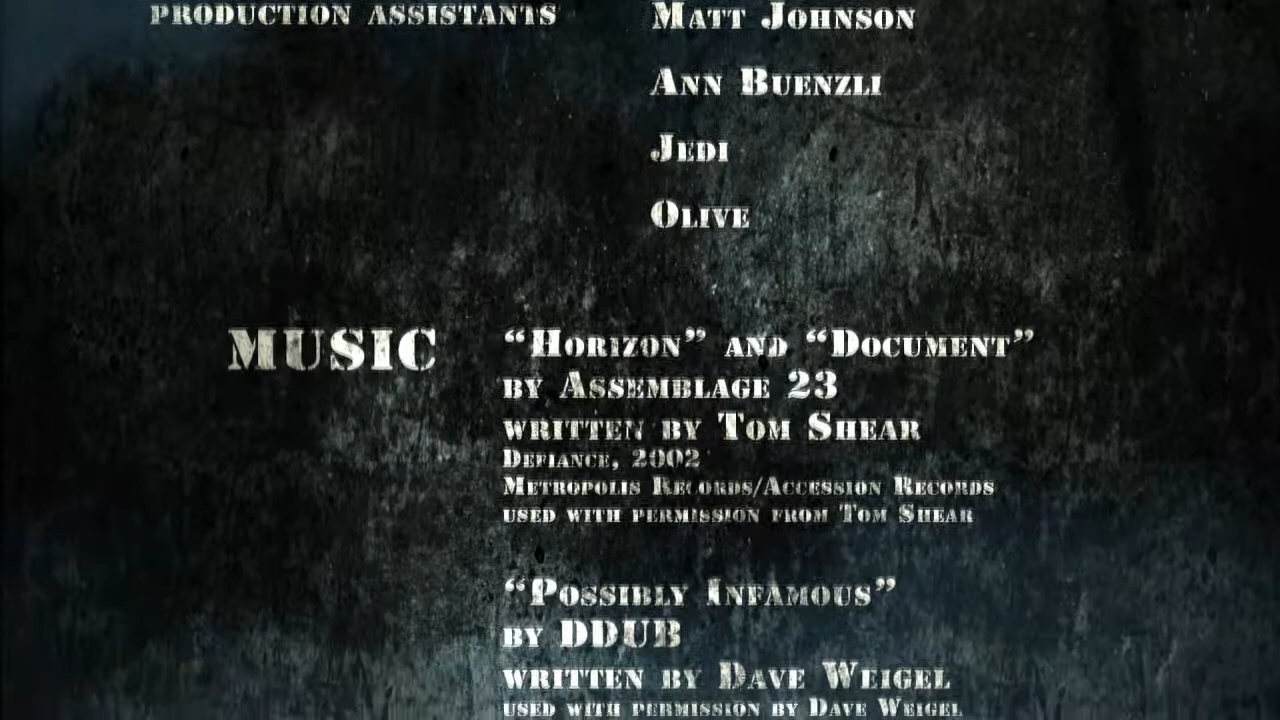 PRODUCTION ASSISTANTS MATT JOHNSON
ANN BUENZLI
JEDI
OLIVE
MUSIC “HORIZON” AND “DOCUMENT”
BY ASSEMBLAGE 23
WRITTEN BY TOM SHEAR
DEFIANCE, 2002
METROPOLIS RECORDS/ACCESSION RECORDS
USED WITH PERMISSION FROM TOM SHEAR
“POSSIBLY INFAMOUS”
BY DDUB
WRITTEN BY DAVE WEIGEL
USED WITH PERMISSION BY DAVE WEIGEL